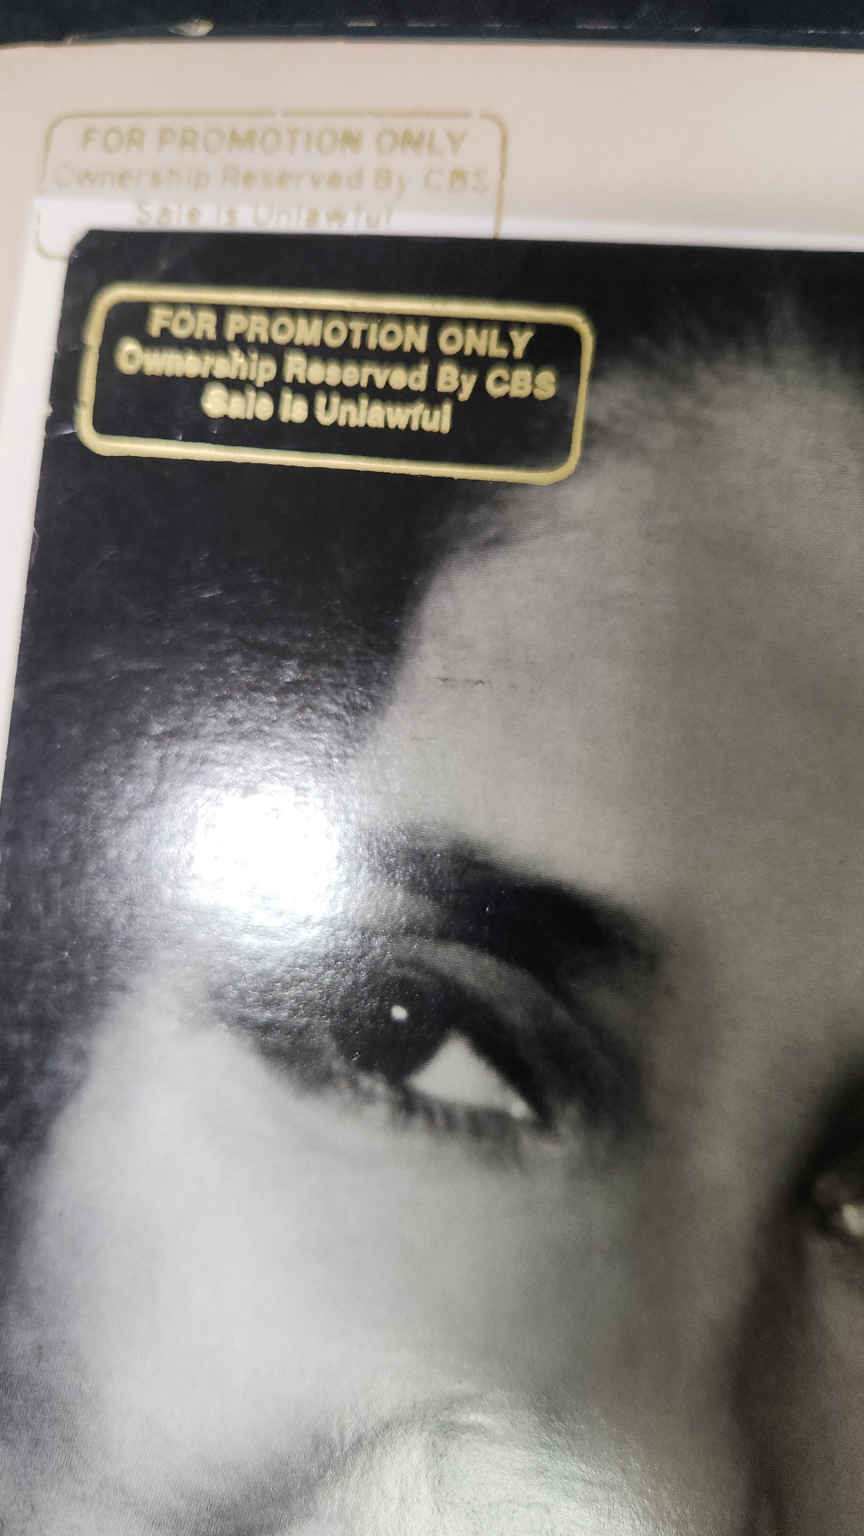 FOR PROMOTION ONLY
Ownership Reserved By CBS
Sale is Unlawful
FOR PROMOTION ONLY
Ownership Reserved By CBS
Sale is Unlawful